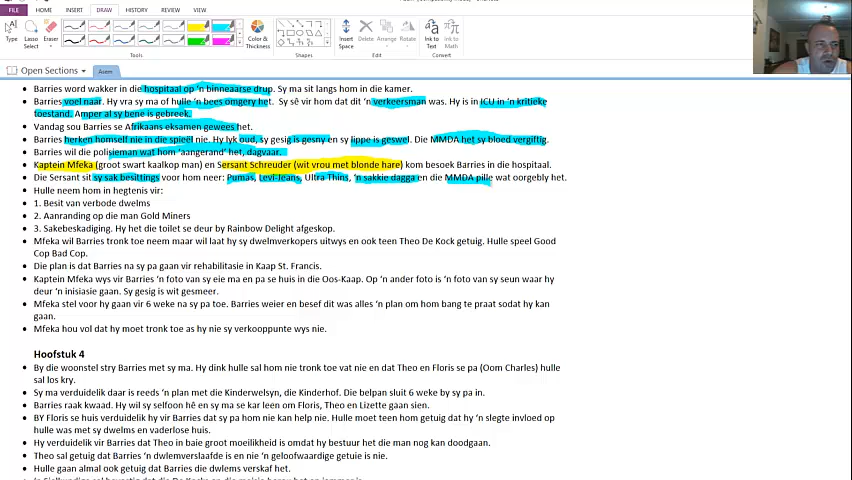 FILE HOME INSERT DRAW HISTORY REVIEW VIEW
Type
Lasso Select
Eraser
Color & Thickness
Insert Space
Delete
Arrange
Rotate
Ink to Text
Ink to Math
Tools
Shapes
Edit
Convert
Open Sections
Aseem
Barries word wakker in die hospitaal op 'n binneaarse drup. Sy ma sit langs hom in die kamer.
Barries voel naar. Hy vra sy ma of hulle 'n bees omgery het. Sy sê vir hom dat dit 'n verkeersman was. Hy is in ICU in 'n kritieke
toestand. Amper al sy bene is gebreek.
Vandag sou Barries se Afrikaans eksamen gewees het.
Barries herken homself nie in die spieël nie. Hy lyk oud, sy gesig is gesny en sy lippe is geswel. Die MMDA het sy bloed vergiftig.
Barries wil die polisieman wat hom 'aangerand' het, dagvaar.
Kaptein Mfeka (groot swart kaalkop man) en Sersant Schreuder (wit vrou met blonde hare) kom besoek Barries in die hospitaal.
Die Sersant sit sy sak besittings voor hom neer: Pumas, Levi-Jeans, Ultra Thins, 'n sakkie dagga en die MMDA pille wat oorgebly het.
Hulle neem hom in hegtenis vir:
1. Besit van verbode dwelms
2. Aanranding op die man Gold Miners
3. Sakebeskadiging. Hy het die toilet se deur by Rainbow Delight afgeskop.
Mfeka wil Barries tronk toe neem maar wil laat hy sy dwelmverkopers uitwys en ook teen Theo De Kock getuig. Hulle speel Good
Cop Bad Cop.
Die plan is dat Barries na sy pa gaan vir rehabilitasie in Kaap St. Francis.
Kaptein Mfeka wys vir Barries 'n foto van sy eie ma en pa se huis in die Oos-Kaap. Op 'n ander foto is 'n foto van sy seun waar hy
deur 'n inisiasie gaan. Sy gesig is wit gesmeer.
Mfeka stel voor hy gaan vir 6 weke na sy pa toe. Barries weier en besef dit was alles 'n plan om hom bang te praat sodat hy kan
gaan.
Mfeka hou vol dat hy moet tronk toe as hy nie sy verkooppunte wys nie.
Hoofstuk 4
By die woonstel stry Barries met sy ma. Hy dink hulle sal hom nie tronk toe vat nie en dat Theo en Floris se pa (Oom Charles) hulle
sal los kry.
Sy ma verduidelik daar is reeds 'n plan met die Kinderwelsyn, die Kinderhof. Die belpan sluit 6 weke by sy pa in.
Barries raak kwaad. Hy wil sy selfoon hê en sy ma se kar leen om Floris, Theo en Lizette gaan sien.
BY Floris se huis verduidelik hy vir Barries dat sy pa hom nie kan help nie. Hulle moet teen hom getuig dat hy 'n slegte invloed op
hulle was met sy dwelms en vaderlose huis.
Hy verduidelik vir Barries dat Theo in baie groot moeilikheid is omdat hy bestuur het die man nog kan doodgaan.
Theo sal getuig dat Barries 'n dwelmverslaafde is en nie 'n geloofwaardige getuie is nie.
Hulle gaan almal ook getuig dat Barries die dwelms verskaf het.